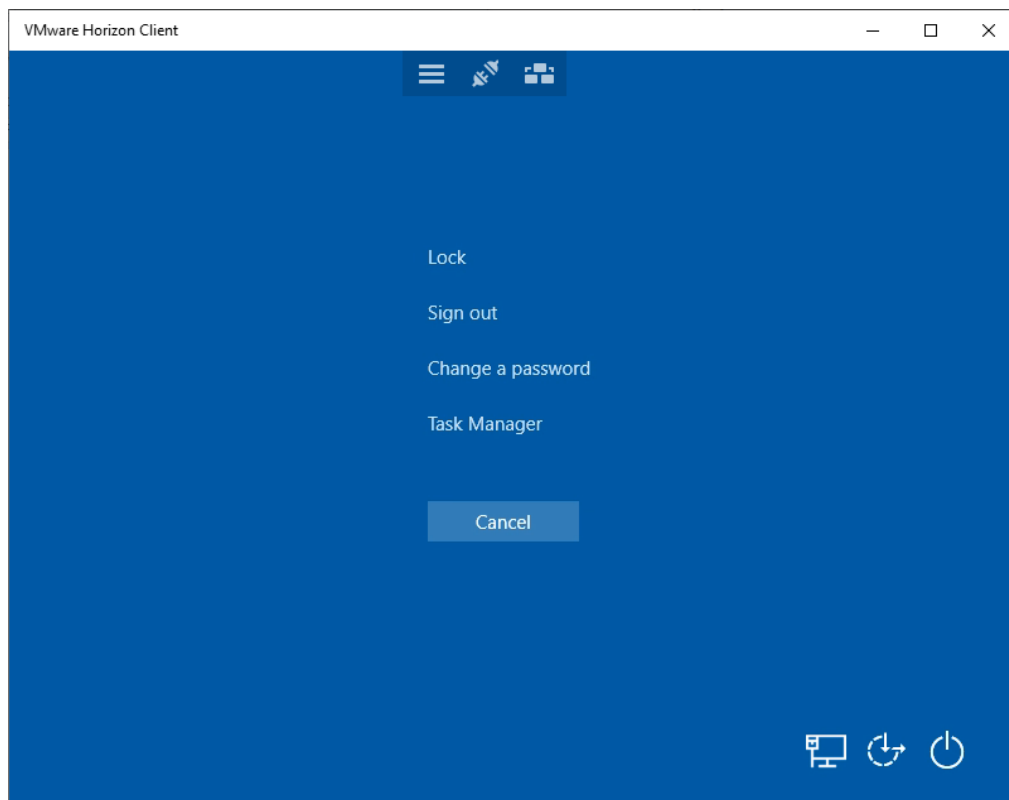 VMware Horizon Client
Lock
Sign out
Change a password
Task Manager
Cancel